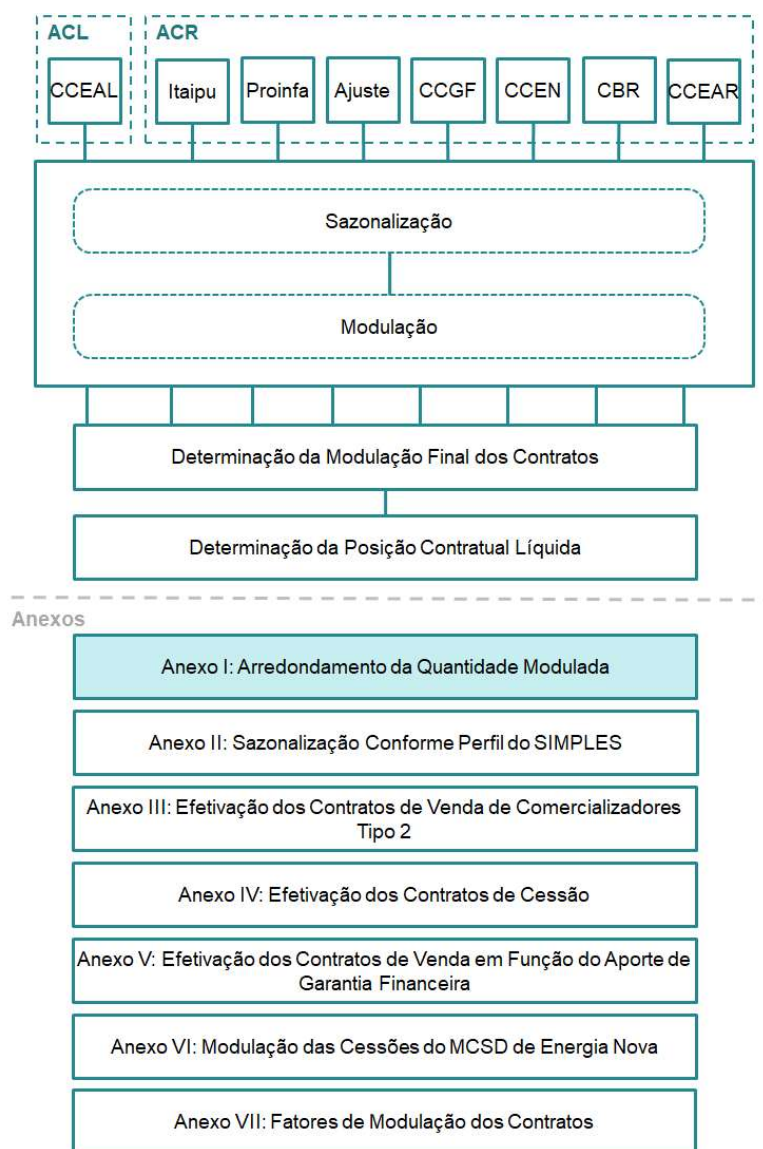 ACL
ACR
CCEAL
Itaipu
Proinfa
Ajuste
CCGF
CCEN
CBR
CCEAR
Sazonalização
Modulação
Determinação da Modulação Final dos Contratos
Determinação da Posição Contratual Líquida
Anexos
Anexo I: Arredondamento da Quantidade Modulada
Anexo II: Sazonalização Conforme Perfil do SIMPLES
Anexo III: Efetivação dos Contratos de Venda de Comercializadores
Tipo 2
Anexo IV: Efetivação dos Contratos de Cessão
Anexo V: Efetivação dos Contratos de Venda em Função do Aporte de
Garantia Financeira
Anexo VI: Modulação das Cessões do MCSD de Energia Nova
Anexo VII: Fatores de Modulação dos Contratos